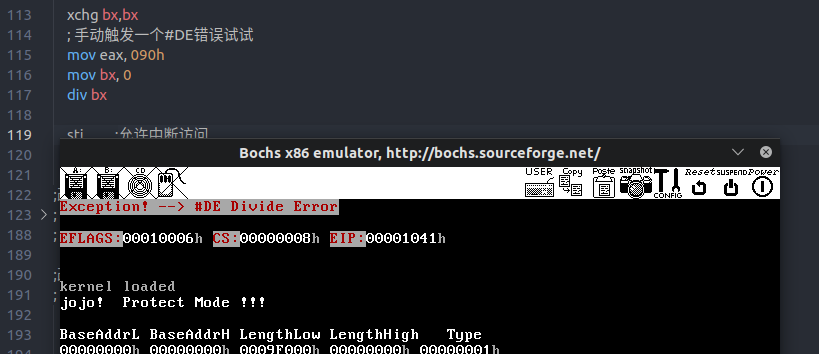 113 xchg bx,bx
114 ; 手动触发一个#DE错误试试
115 mov eax, 090h
116 mov bx, 0
117 div bx
118
119 sti ;允许中断访问
120
Bochs x86 emulator, http://bochs.sourceforge.net/
121
A: B: CD USER Copy Paste snapshot CONFIG Reset SUSPEND Power
122 ;
Exception! --> #DE Divide Error
123 ;
188 ;
EFLAGS:00010006h CS:00000008h EIP:00001041h
189
190
kernel loaded
191 ;
jojo! Protect Mode !!!
192
193
BaseAddrL BaseAddrH LengthLow LengthHigh Type
194
00000000h 00000000h 0009F000h 00000000h 00000001h